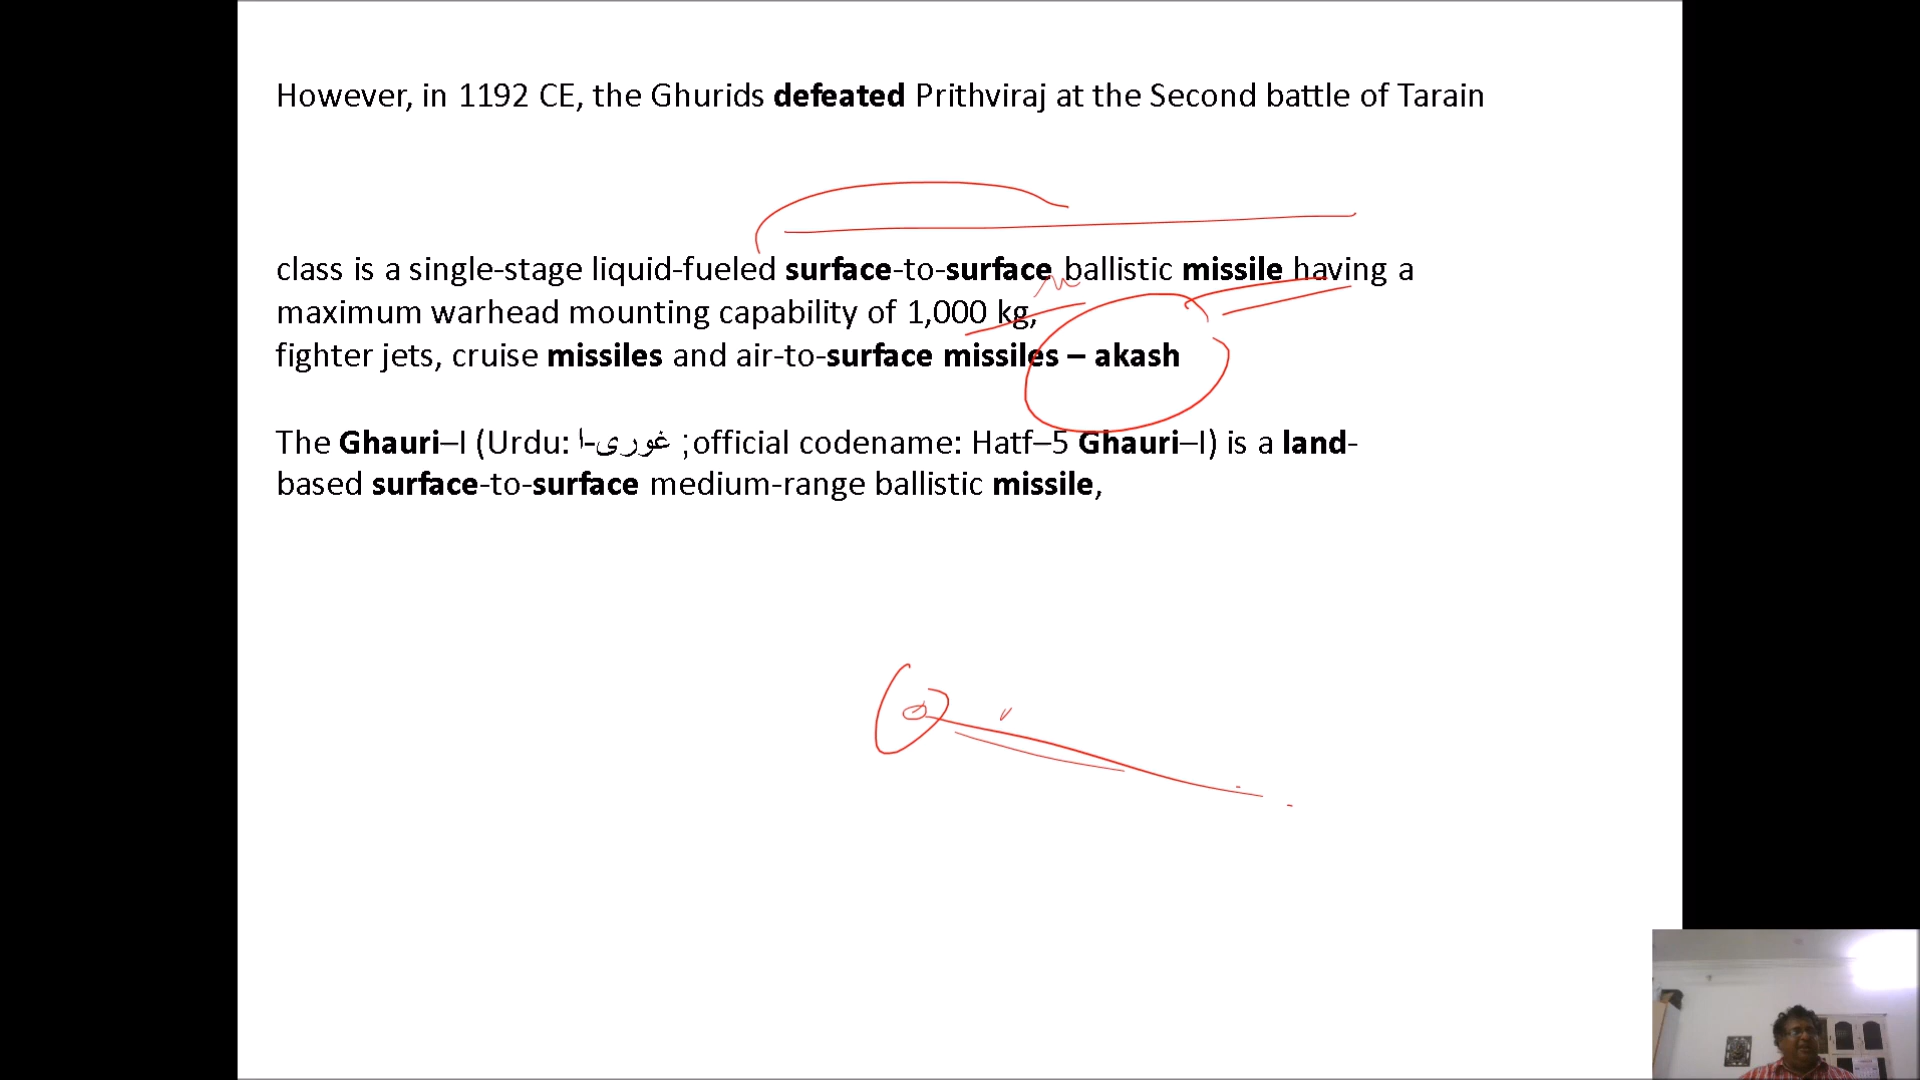 However, in 1192 CE, the Ghurids defeated Prithviraj at the Second battle of Tarain
class is a single-stage liquid-fueled surface-to-surface ballistic missile having a
maximum warhead mounting capability of 1,000 kg,
fighter jets, cruise missiles and air-to-surface missiles – akash
The Ghauri–I (Urdu: غوری-ا ; official codename: Hatf–5 Ghauri–I) is a land-
based surface-to-surface medium-range ballistic missile,